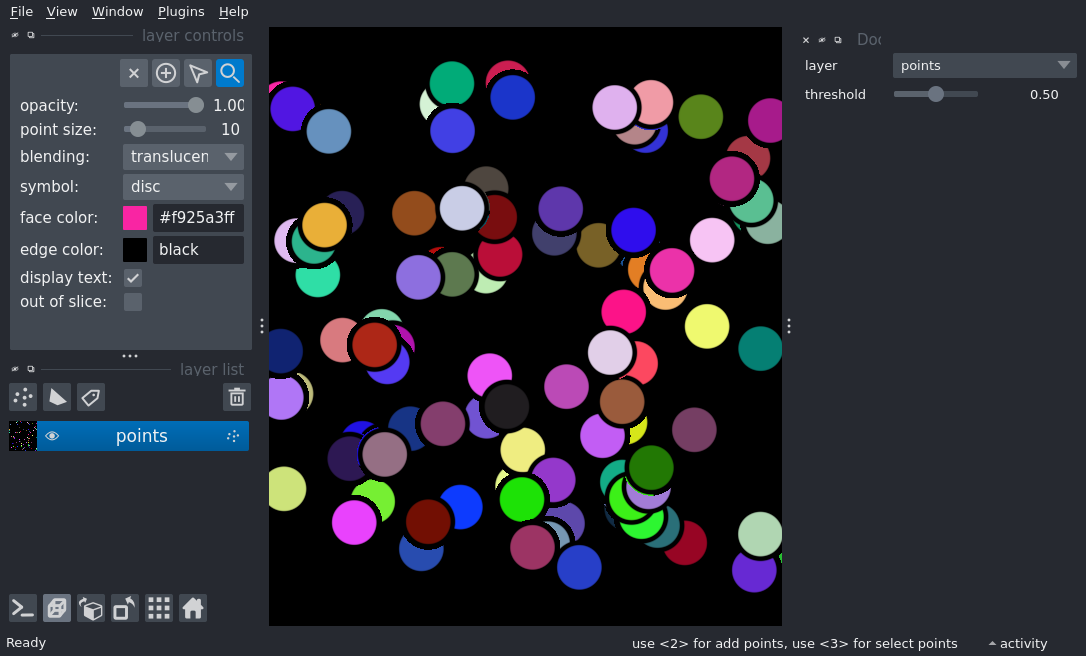 File View Window Plugins Help
layer controls
opacity: 1.00
point size: 10
blending: translucen
symbol: disc
face color: #f925a3ff
edge color: black
display text:
out of slice:
layer list
points
Doc
layer points
threshold 0.50
Ready
use <2> for add points, use <3> for select points
activity